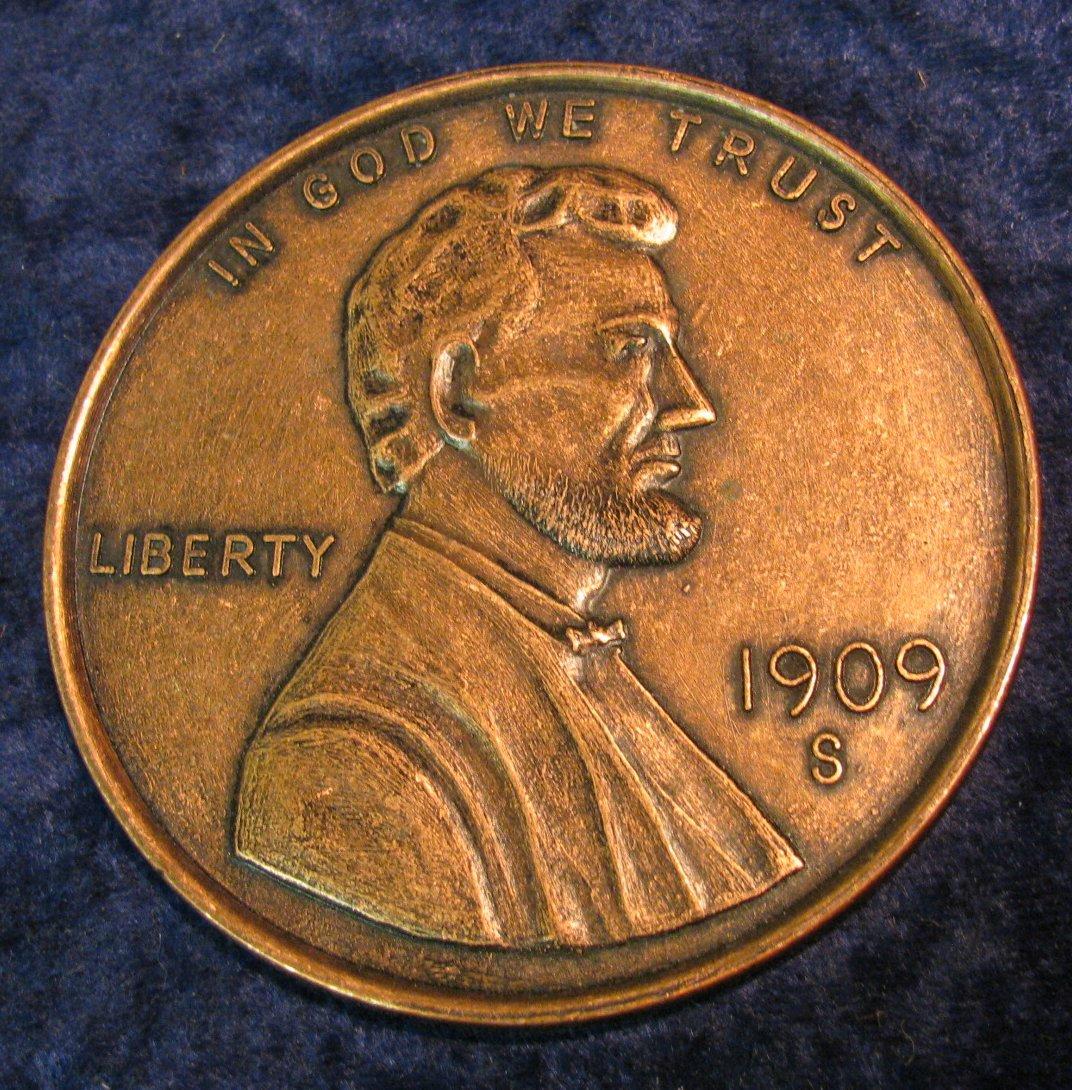 IN GOD WE TRUST
LIBERTY
1909
S